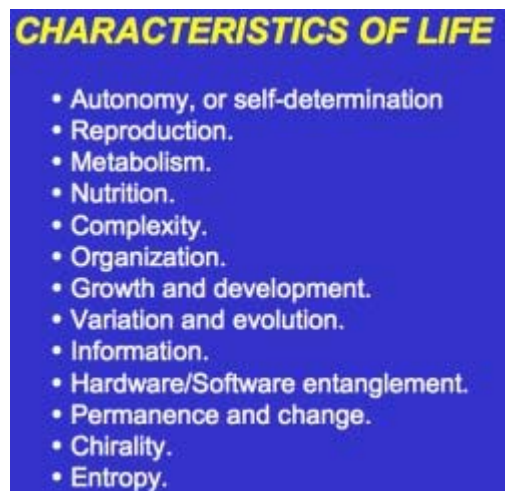 CHARACTERISTICS OF LIFE
• Autonomy, or self-determination
• Reproduction.
• Metabolism.
• Nutrition.
• Complexity.
• Organization.
• Growth and development.
• Variation and evolution.
• Information.
• Hardware/Software entanglement.
• Permanence and change.
• Chirality.
• Entropy.